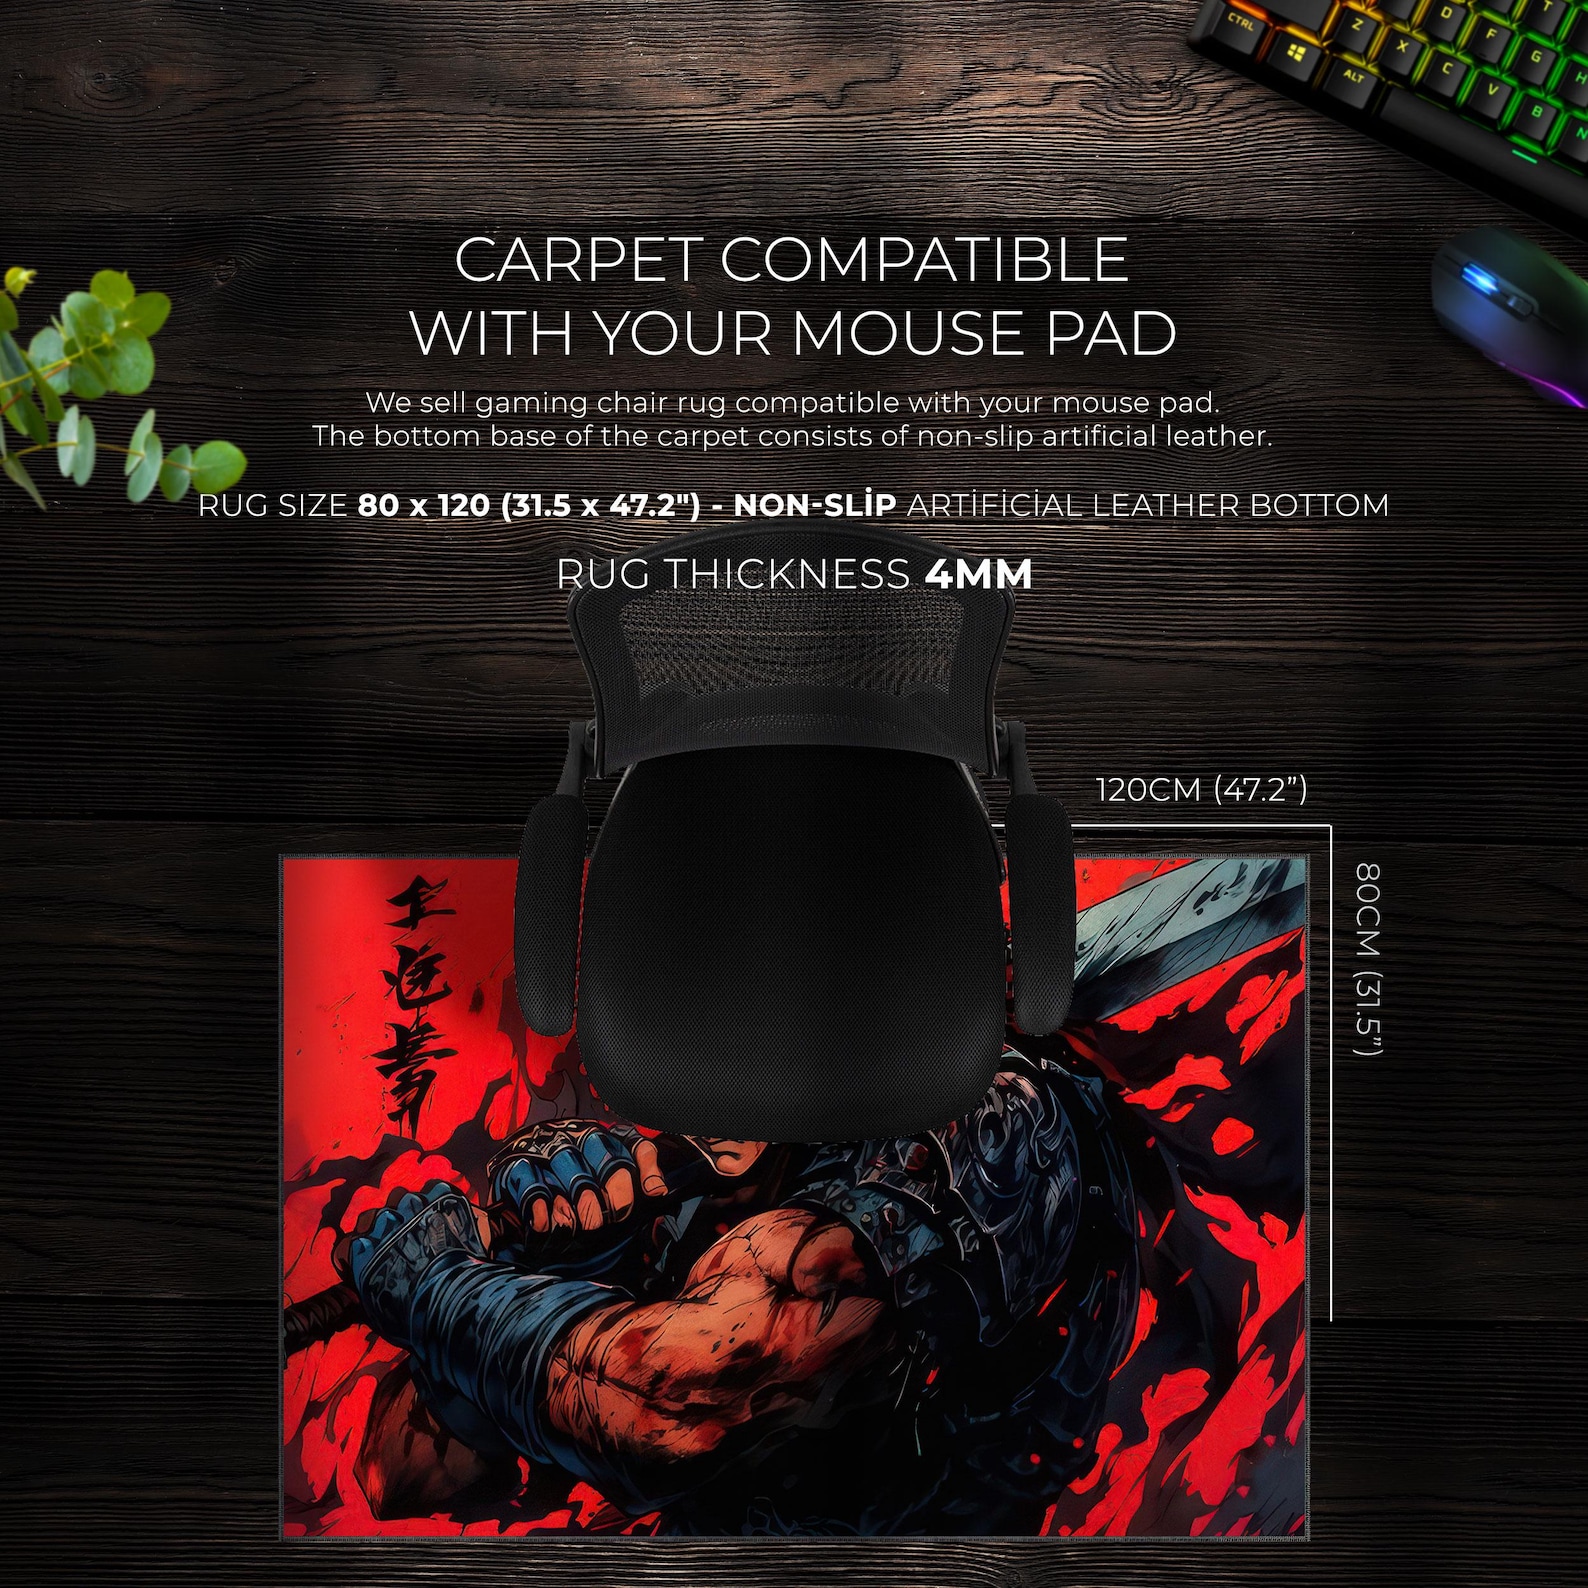 CTRL
ALT
Z
X
C
V
B
N
D
F
G
H
T
CARPET COMPATIBLE
WITH YOUR MOUSE PAD
We sell gaming chair rug compatible with your mouse pad.
The bottom base of the carpet consists of non-slip artificial leather.
RUG SIZE 80 x 120 (31.5 x 47.2") - NON-SLİP ARTİFİCİAL LEATHER BOTTOM
RUG THICKNESS 4MM
120CM (47.2”)
80CM (31.5”)